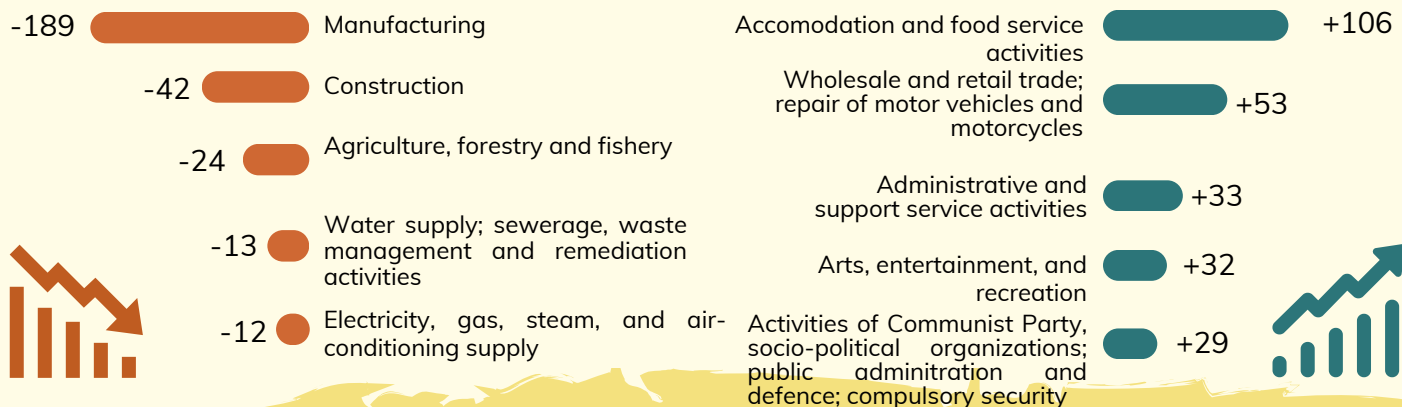 -189
Manufacturing
-42
Construction
-24
Agriculture, forestry and fishery
-13
Water supply; sewerage, waste
management and remediation
activities
-12
Electricity, gas, steam, and air-
conditioning supply
Accomodation and food service
activities
+106
Wholesale and retail trade;
repair of motor vehicles and
motorcycles
+53
Administrative and
support service activities
+33
Arts, entertainment, and
recreation
+32
Activities of Communist Party,
socio-political organizations;
public adminitration and
defence; compulsory security
+29